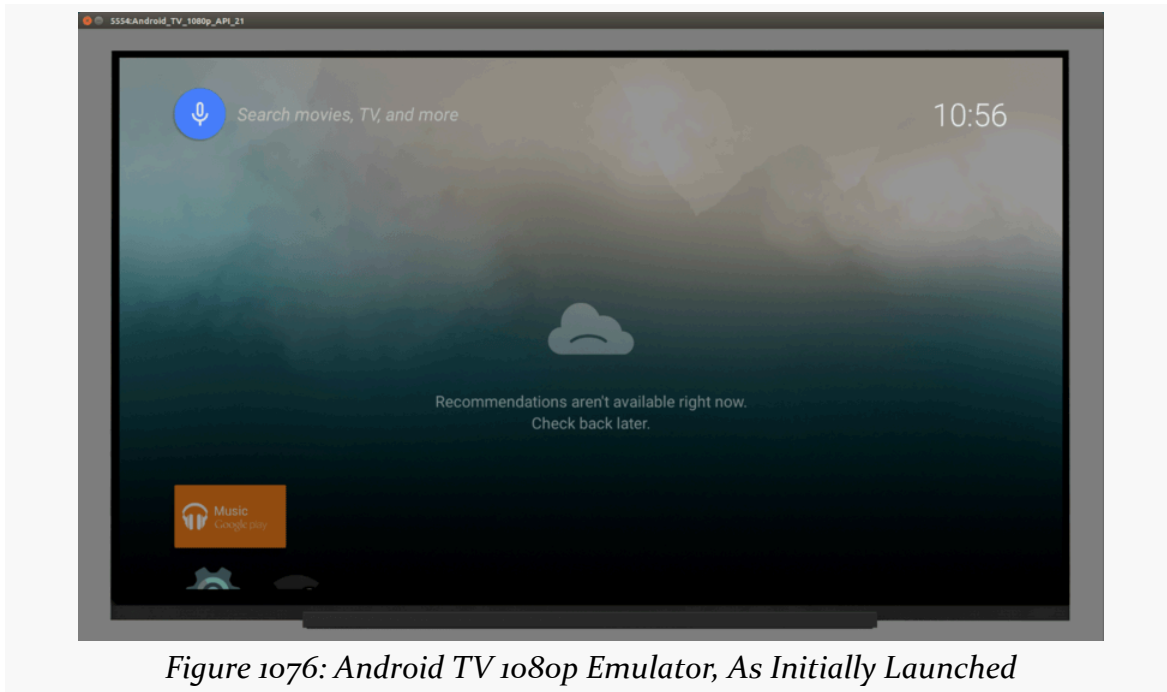 5554:Android_TV_1080p_API_21
Search movies, TV, and more
10:56
Recommendations aren't available right now.
Check back later.
Music
Google play
Figure 1076: Android TV 1080p Emulator, As Initially Launched